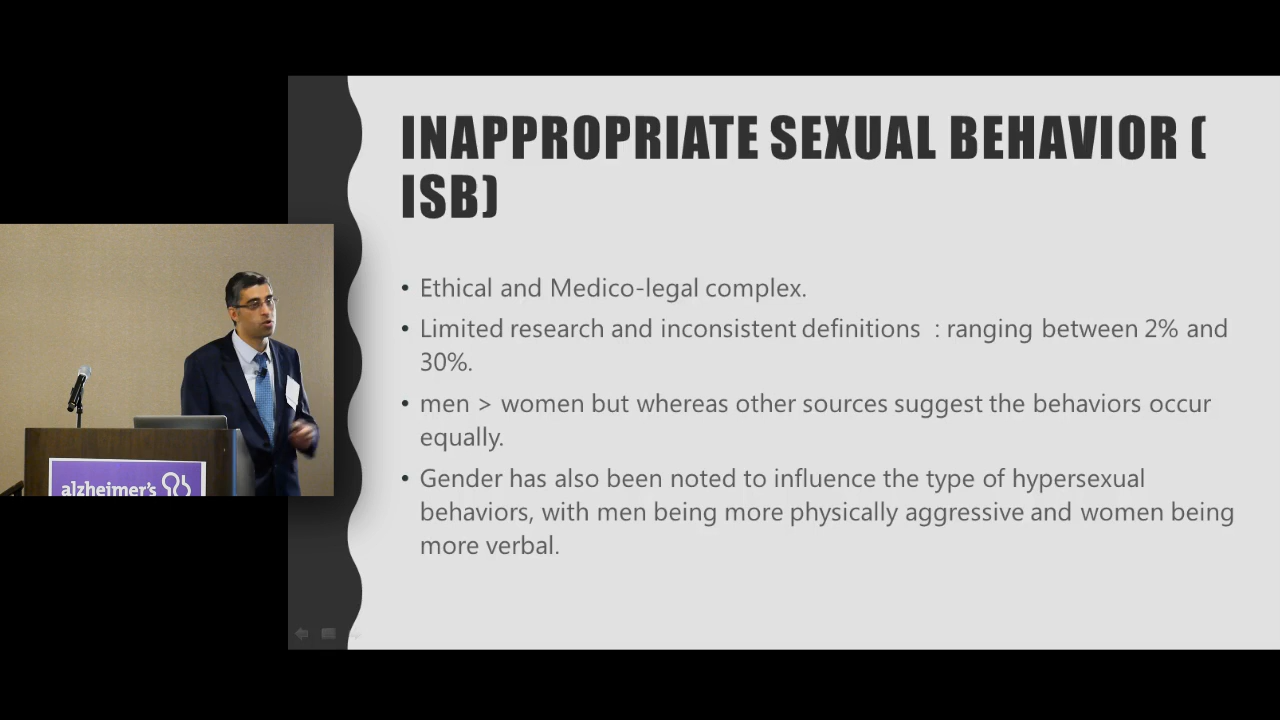 INAPPROPRIATE SEXUAL BEHAVIOR (
ISB)
• Ethical and Medico-legal complex.
• Limited research and inconsistent definitions : ranging between 2% and
30%.
• men > women but whereas other sources suggest the behaviors occur
equally.
• Gender has also been noted to influence the type of hypersexual
behaviors, with men being more physically aggressive and women being
more verbal.
alzheimer's